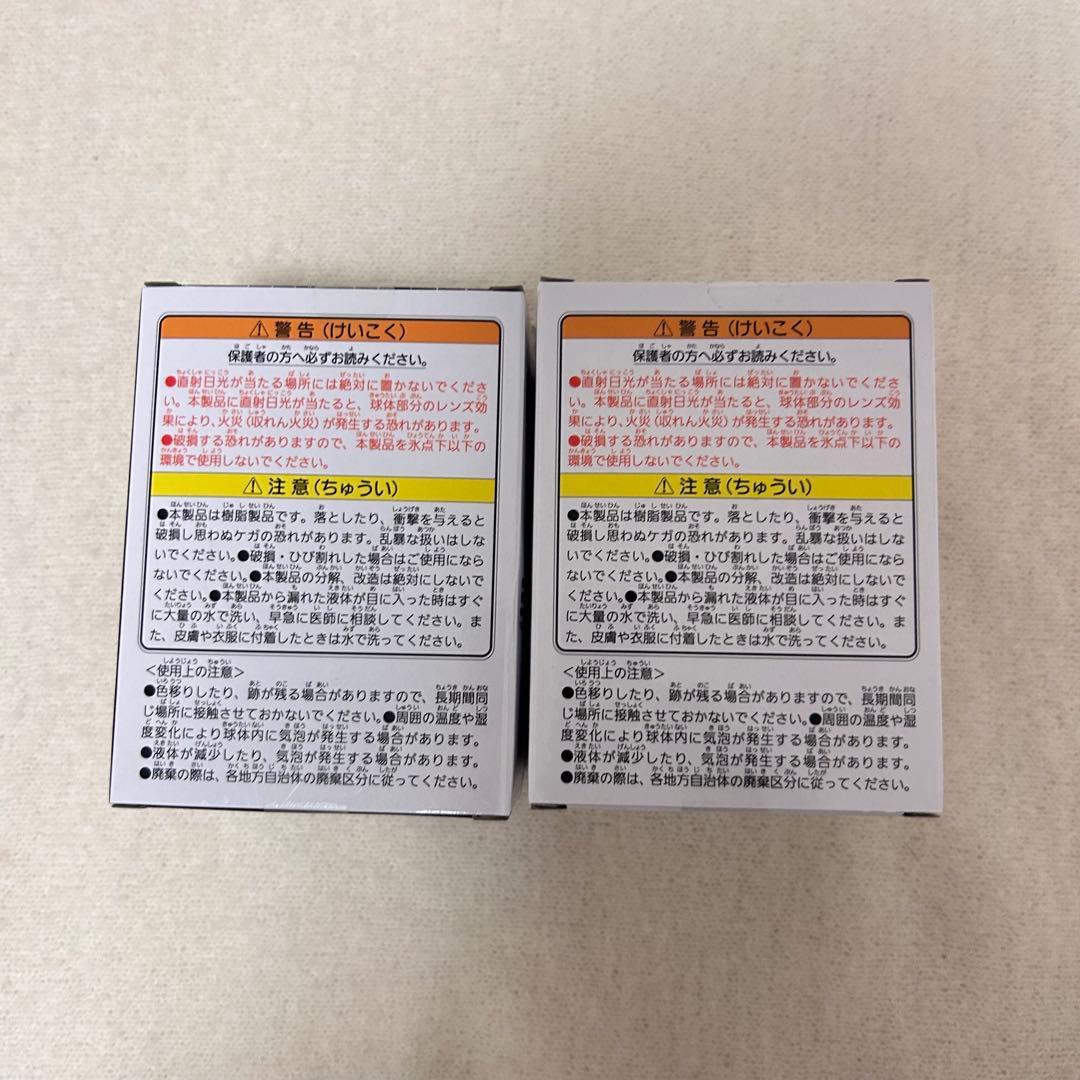 ⚠ 警告(けいこく)
保護者の方へ必ずお読みください。
●直射日光が当たる場所には絶対に置かないでくださ
い。本製品に直射日光が当たると、球体部分のレンズ効
果により、火災(収れん火災)が発生する恐れがあります。
●破損する恐れがありますので、本製品を氷点下以下の
環境で使用しないでください。
⚠ 注意(ちゅうい)
●本製品は樹脂製品です。落としたり、衝撃を与えると
破損し思わぬケガの恐れがあります。乱暴な扱いはしな
いでください。●破損・ひび割れした場合はご使用になら
ないでください。●本製品の分解、改造は絶対にしないで
ください。●本製品から漏れた液体が目に入った時はすぐ
に大量の水で洗い、早急に医師に相談してください。ま
た、皮膚や衣服に付着したときは水で洗ってください。
<使用上の注意>
●色移りしたり、跡が残る場合がありますので、長期間同
じ場所に接触させておかないでください。●周囲の温度や湿
度変化により球体内に気泡が発生する場合があります。
●液体が減少したり、気泡が発生する場合があります。
●廃棄の際は、各地方自治体の廃棄区分に従ってください。
⚠ 警告(けいこく)
保護者の方へ必ずお読みください。
●直射日光が当たる場所には絶対に置かないでくださ
い。本製品に直射日光が当たると、球体部分のレンズ効
果により、火災(収れん火災)が発生する恐れがあります。
●破損する恐れがありますので、本製品を氷点下以下の
環境で使用しないでください。
⚠ 注意(ちゅうい)
●本製品は樹脂製品です。落としたり、衝撃を与えると
破損し思わぬケガの恐れがあります。乱暴な扱いはしな
いでください。●破損・ひび割れした場合はご使用になら
ないでください。●本製品の分解、改造は絶対にしないで
ください。●本製品から漏れた液体が目に入った時はすぐ
に大量の水で洗い、早急に医師に相談してください。ま
た、皮膚や衣服に付着したときは水で洗ってください。
<使用上の注意>
●色移りしたり、跡が残る場合がありますので、長期間同
じ場所に接触させておかないでください。●周囲の温度や湿
度変化により球体内に気泡が発生する場合があります。
●液体が減少したり、気泡が発生する場合があります。
●廃棄の際は、各地方自治体の廃棄区分に従ってください。